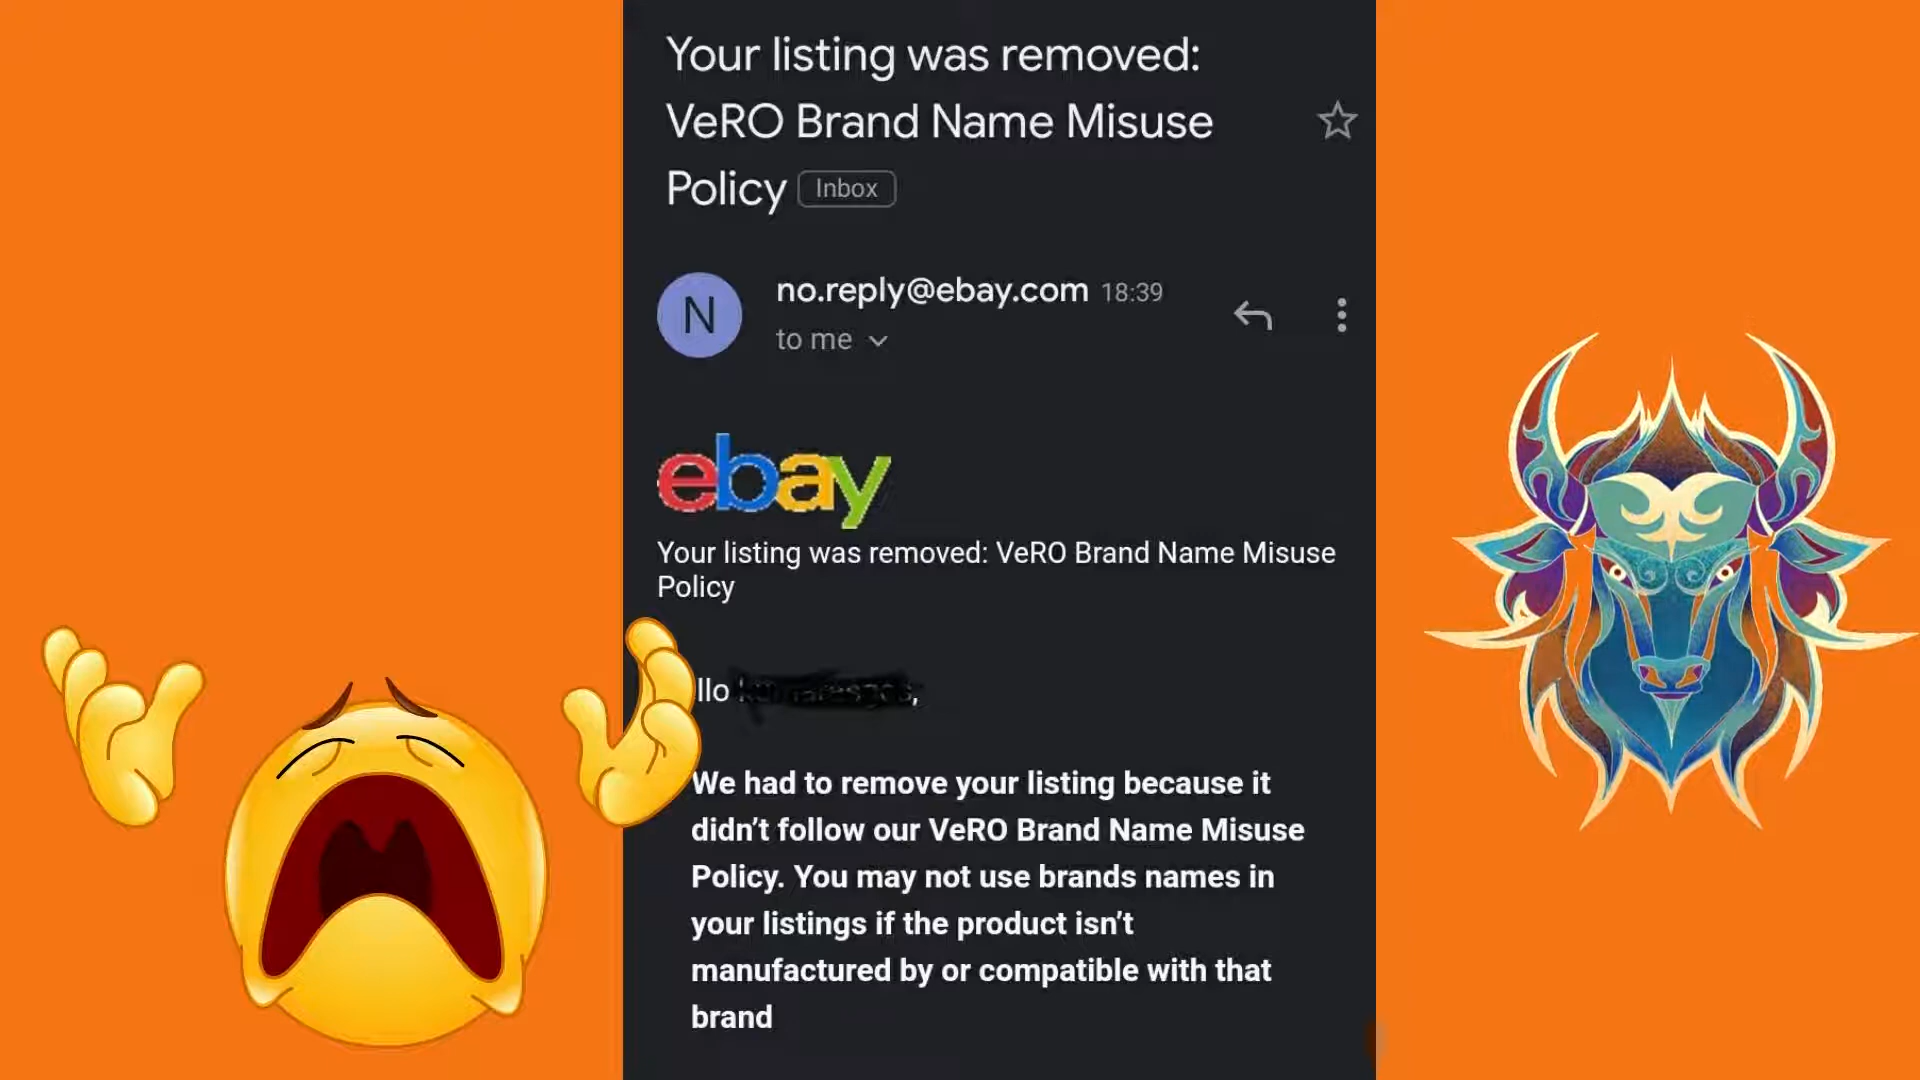 Your listing was removed:
VeRO Brand Name Misuse
Policy Inbox
N
no.reply@ebay.com 18:39
to me
ebay
Your listing was removed: VeRO Brand Name Misuse
Policy
llo
We had to remove your listing because it
didn’t follow our VeRO Brand Name Misuse
Policy. You may not use brands names in
your listings if the product isn’t
manufactured by or compatible with that
brand